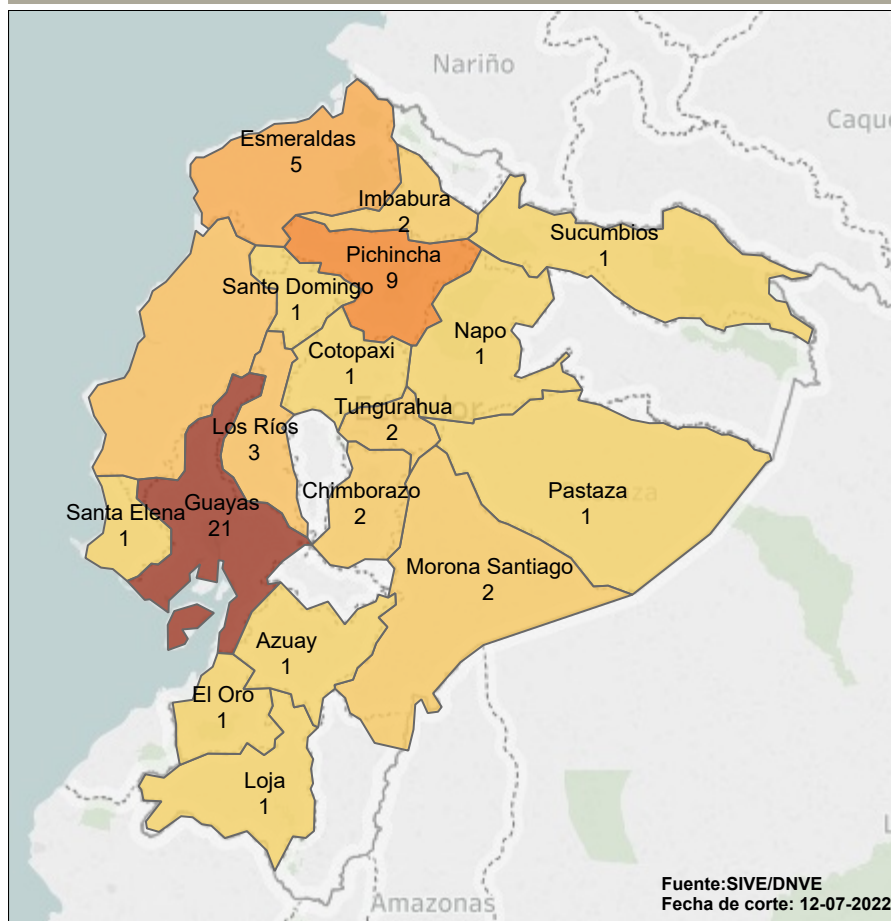 Nariño
Caque
Esmeraldas
5
Imbabura
2
Sucumbios
1
Pichincha
9
Santo Domingo
1
Napo
1
Cotopaxi
1
Tungurahua
2
Los Ríos
3
Chimborazo
2
Pastaza
1
Guayas
21
Santa Elena
1
Morona Santiago
2
Azuay
1
El Oro
1
Loja
1
L
Amazonas
Fuente:SIVE/DNVE
Fecha de corte: 12-07-2022